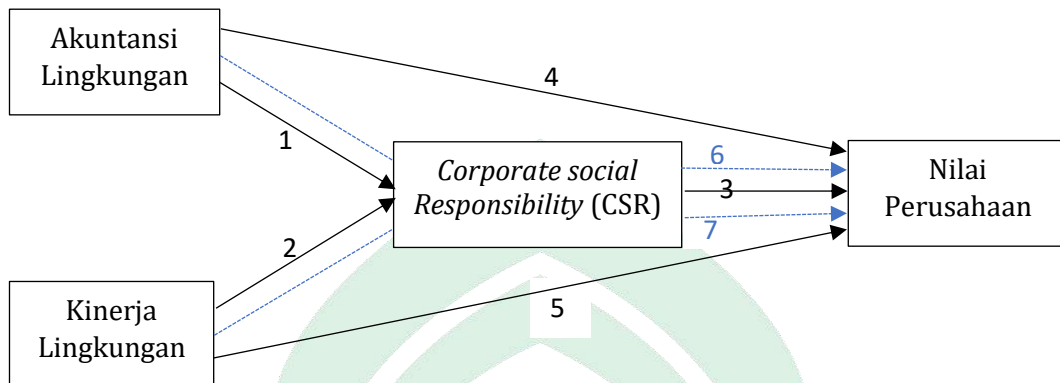 Akuntansi
Lingkungan
4
1
Corporate social
Responsibility (CSR)
6
3
7
Nilai
Perusahaan
2
Kinerja
Lingkungan
5